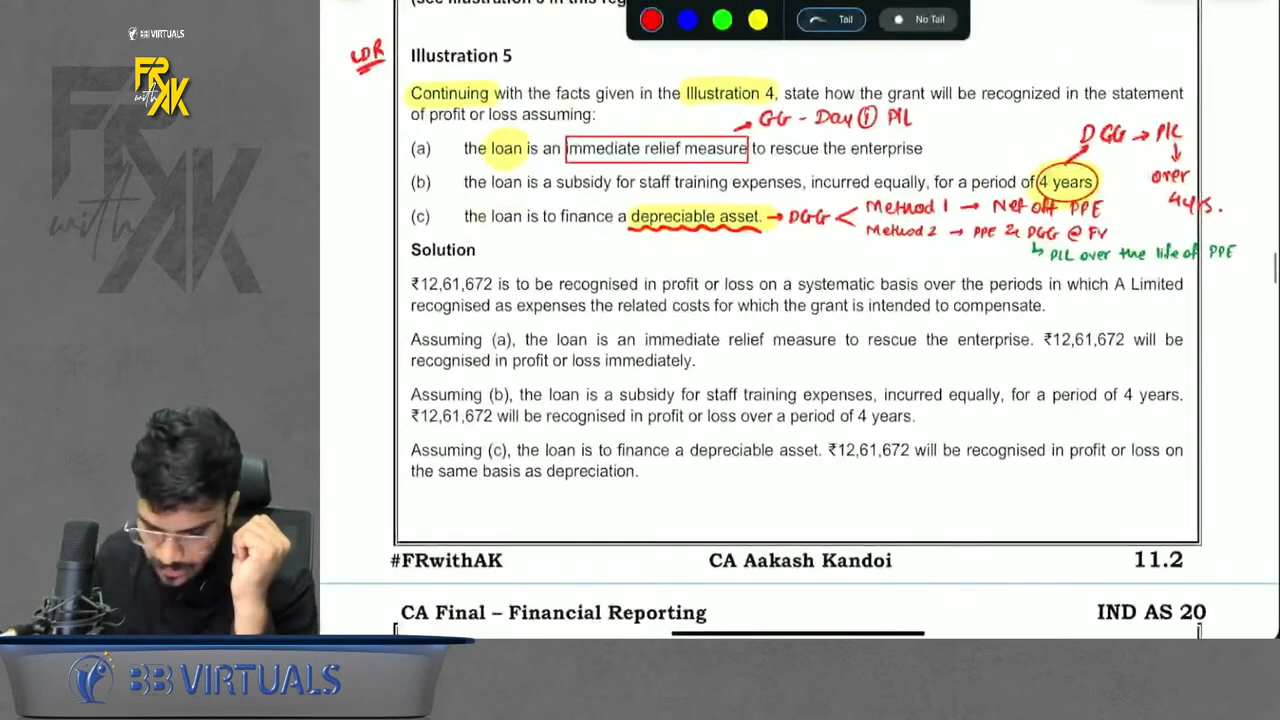 (see Illustration 5 in this reg
Tail
No Tail
BB VIRTUALS
FR
with AK
LDR
Illustration 5
Continuing with the facts given in the Illustration 4, state how the grant will be recognized in the statement
of profit or loss assuming:
GG - Day ① P/L
(a) the loan is an immediate relief measure to rescue the enterprise
DGG → P/L
↓
over
4 yrs.
(b) the loan is a subsidy for staff training expenses, incurred equally, for a period of 4 years
(c) the loan is to finance a depreciable asset. → DGG <
Method 1 → Net off PPE
Method 2 → PPE & DGG @ FV
↳ P/L over the life of PPE
Solution
₹12,61,672 is to be recognised in profit or loss on a systematic basis over the periods in which A Limited
recognised as expenses the related costs for which the grant is intended to compensate.
Assuming (a), the loan is an immediate relief measure to rescue the enterprise. ₹12,61,672 will be
recognised in profit or loss immediately.
Assuming (b), the loan is a subsidy for staff training expenses, incurred equally, for a period of 4 years.
₹12,61,672 will be recognised in profit or loss over a period of 4 years.
Assuming (c), the loan is to finance a depreciable asset. ₹12,61,672 will be recognised in profit or loss on
the same basis as depreciation.
#FRwithAK CA Aakash Kandoi 11.2
CA Final – Financial Reporting IND AS 20
BB VIRTUALS